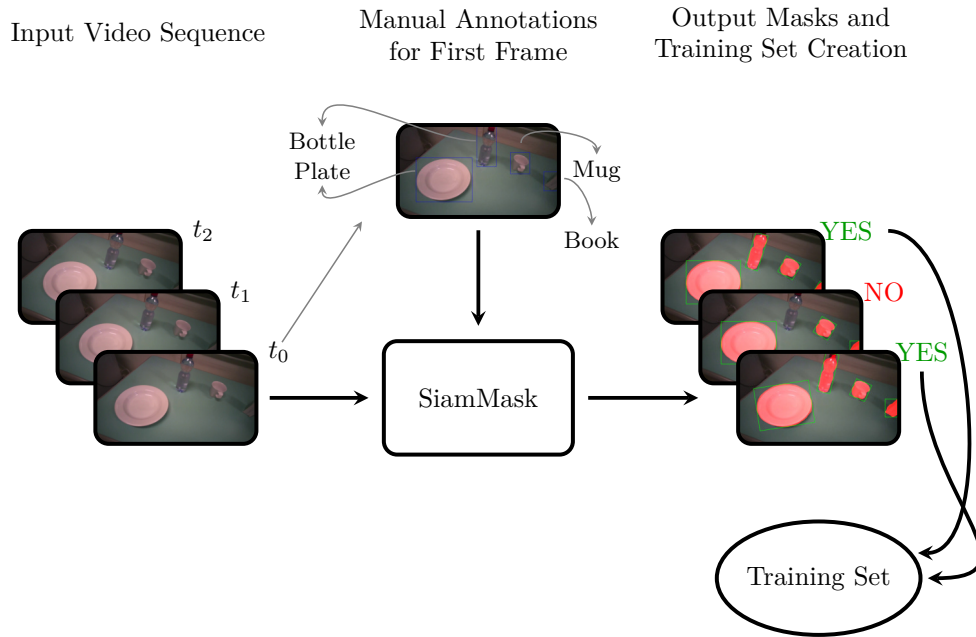 Input Video Sequence
Manual Annotations
for First Frame
Output Masks and
Training Set Creation
Bottle
Plate
Mug
Book
t₂
t₁
t₀
YES
NO
YES
SiamMask
Training Set